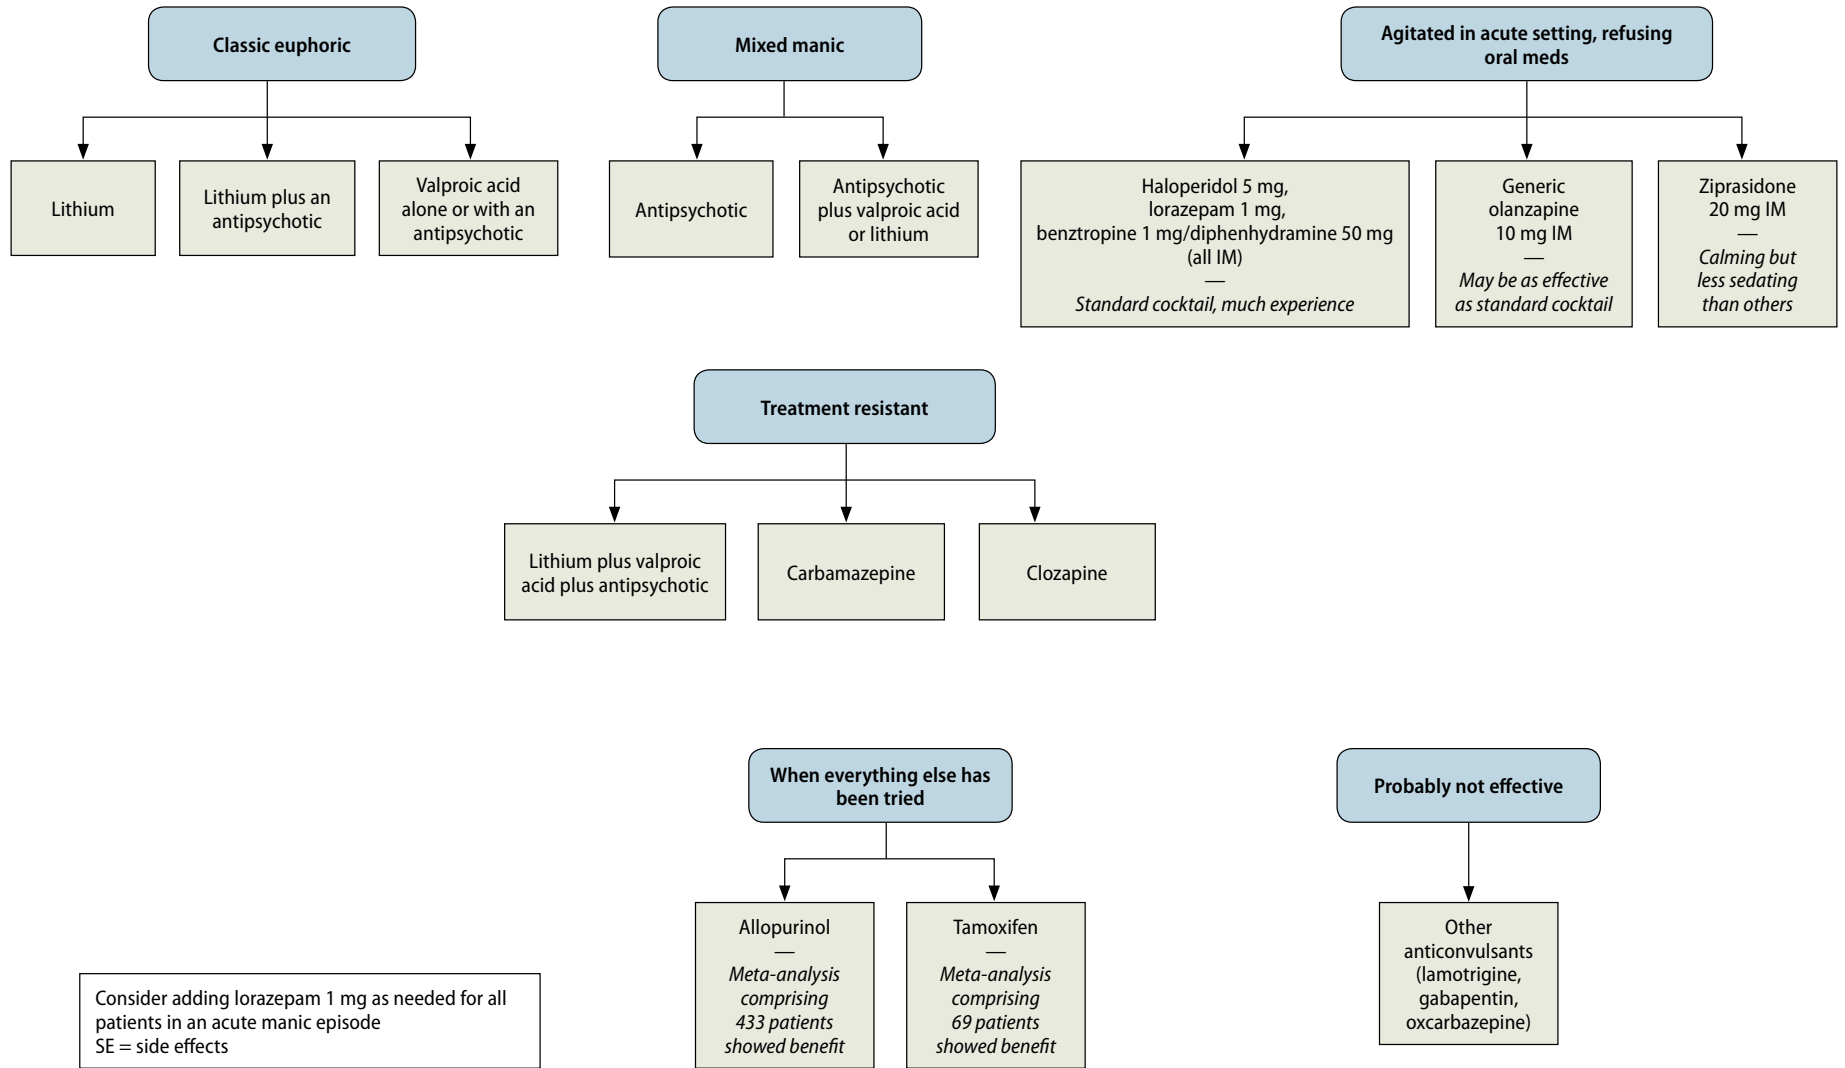 Classic euphoric
Lithium
Lithium plus an
antipsychotic
Valproic acid
alone or with an
antipsychotic
Mixed manic
Antipsychotic
Antipsychotic
plus valproic acid
or lithium
Agitated in acute setting, refusing
oral meds
Haloperidol 5 mg,
lorazepam 1 mg,
benztropine 1 mg/diphenhydramine 50 mg
(all IM)
—
Standard cocktail, much experience
Generic
olanzapine
10 mg IM
—
May be as effective
as standard cocktail
Ziprasidone
20 mg IM
—
Calming but
less sedating
than others
Treatment resistant
Lithium plus valproic
acid plus antipsychotic
Carbamazepine
Clozapine
When everything else has
been tried
Allopurinol
—
Meta-analysis
comprising
433 patients
showed benefit
Tamoxifen
—
Meta-analysis
comprising
69 patients
showed benefit
Probably not effective
Other
anticonvulsants
(lamotrigine,
gabapentin,
oxcarbazepine)
Consider adding lorazepam 1 mg as needed for all
patients in an acute manic episode
SE = side effects